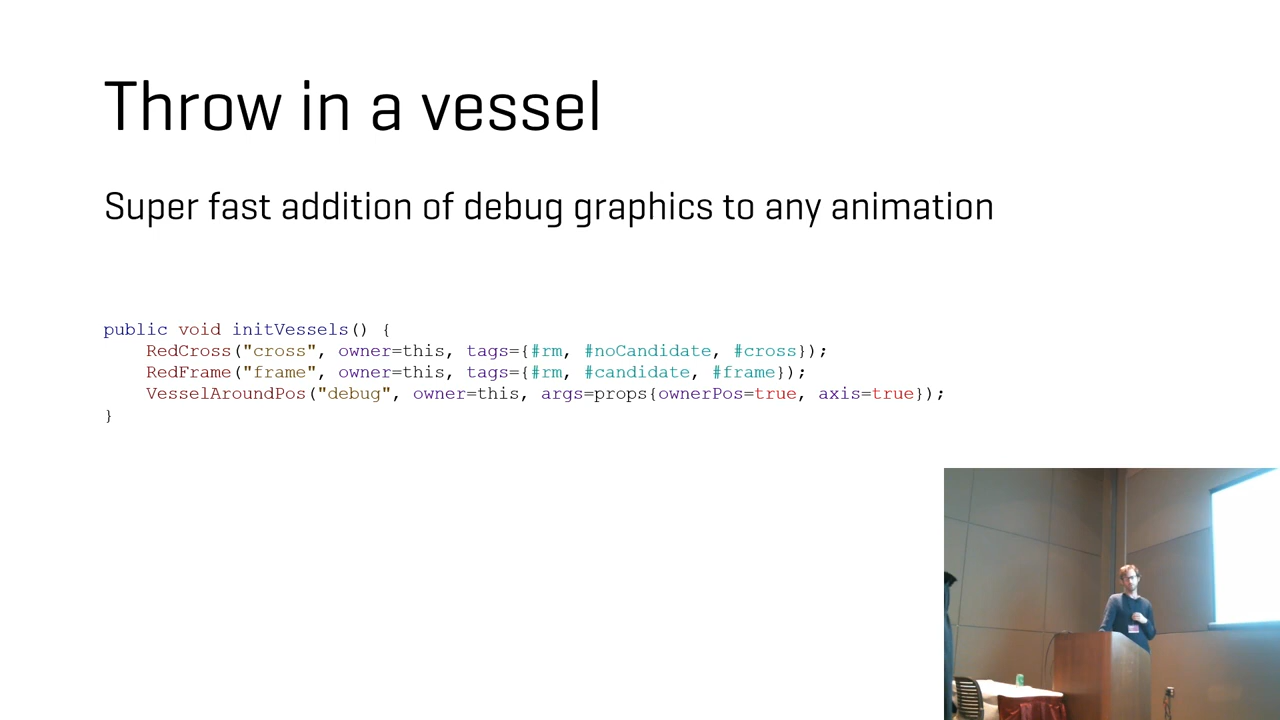 Throw in a vessel
Super fast addition of debug graphics to any animation
public void initVessels() {
    RedCross("cross", owner=this, tags={#rm, #noCandidate, #cross});
    RedFrame("frame", owner=this, tags={#rm, #candidate, #frame});
    VesselAroundPos("debug", owner=this, args=props{ownerPos=true, axis=true});
}